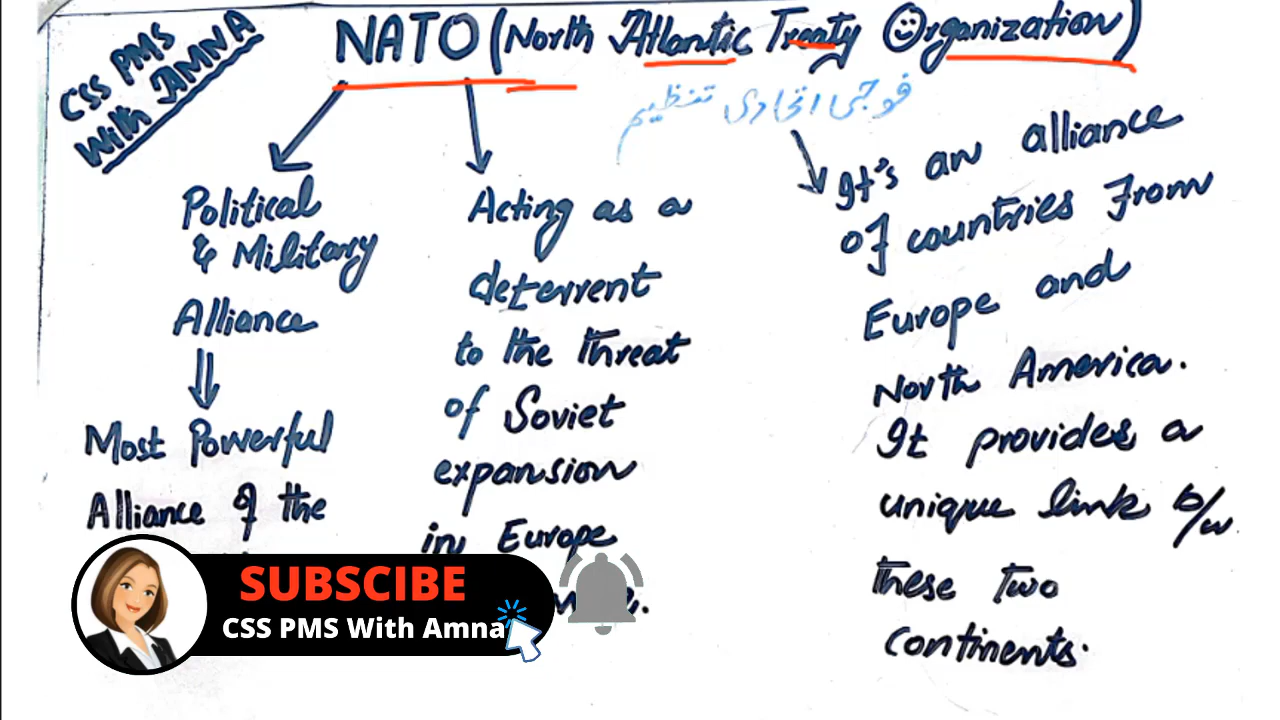 CSS PMS
With AMNA
NATO (North Atlantic Treaty Organization)
فوجی اتحادی تنظیم
Political
& Military
Alliance
Most Powerful
Alliance of the
Acting as a
deterrent
to the threat
of Soviet
expansion
in Europe
It's an alliance
of countries from
Europe and
North America.
It provides a
unique link b/w
these two
continents.
SUBSCIBE
CSS PMS With Amna